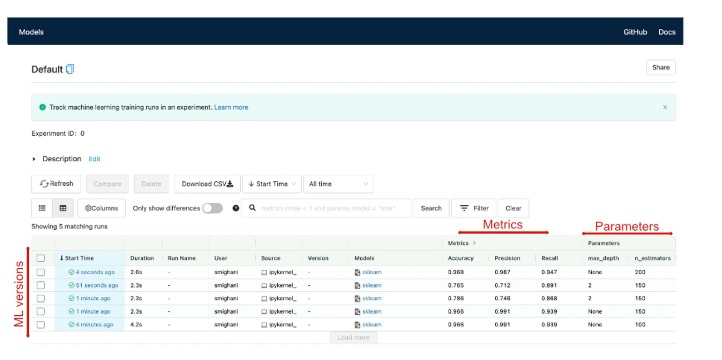 Models GitHub Docs
Default Share
Track machine learning training runs in an experiment. Learn more ×
Experiment ID: 0
Description Edit
Refresh Compare Delete Download CSV ↓ Start Time All time
Columns Only show differences metrics.rmse < 1 and params.model = "tree" Search Filter Clear
Showing 5 matching runs
Metrics Parameters
Metrics > Parameters
↓ Start Time Duration Run Name User Source Version Models Accuracy Precision Recall max_depth n_estimators
4 seconds ago 2.6s - smighani ipykernel_ - sklearn 0.968 0.987 0.947 None 200
51 seconds ago 2.3s - smighani ipykernel_ - sklearn 0.765 0.712 0.891 2 150
1 minute ago 2.3s - smighani ipykernel_ - sklearn 0.786 0.746 0.868 2 150
1 minute ago 2.3s - smighani ipykernel_ - sklearn 0.966 0.991 0.939 None 150
4 minutes ago 4.2s - smighani ipykernel_ - sklearn 0.966 0.991 0.939 None 100
Load more
ML versions